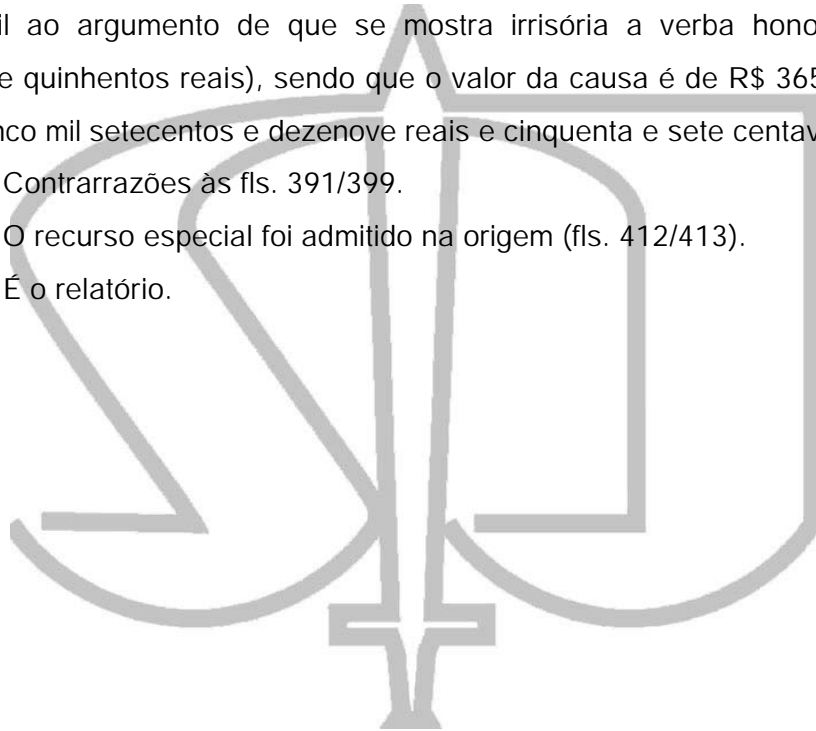 il ao argumento de que se mostra irrisória a verba hono
e quinhentos reais), sendo que o valor da causa é de R$ 365
nco mil setecentos e dezenove reais e cinquenta e sete centav
Contrarrazões às fls. 391/399.
O recurso especial foi admitido na origem (fls. 412/413).
É o relatório.